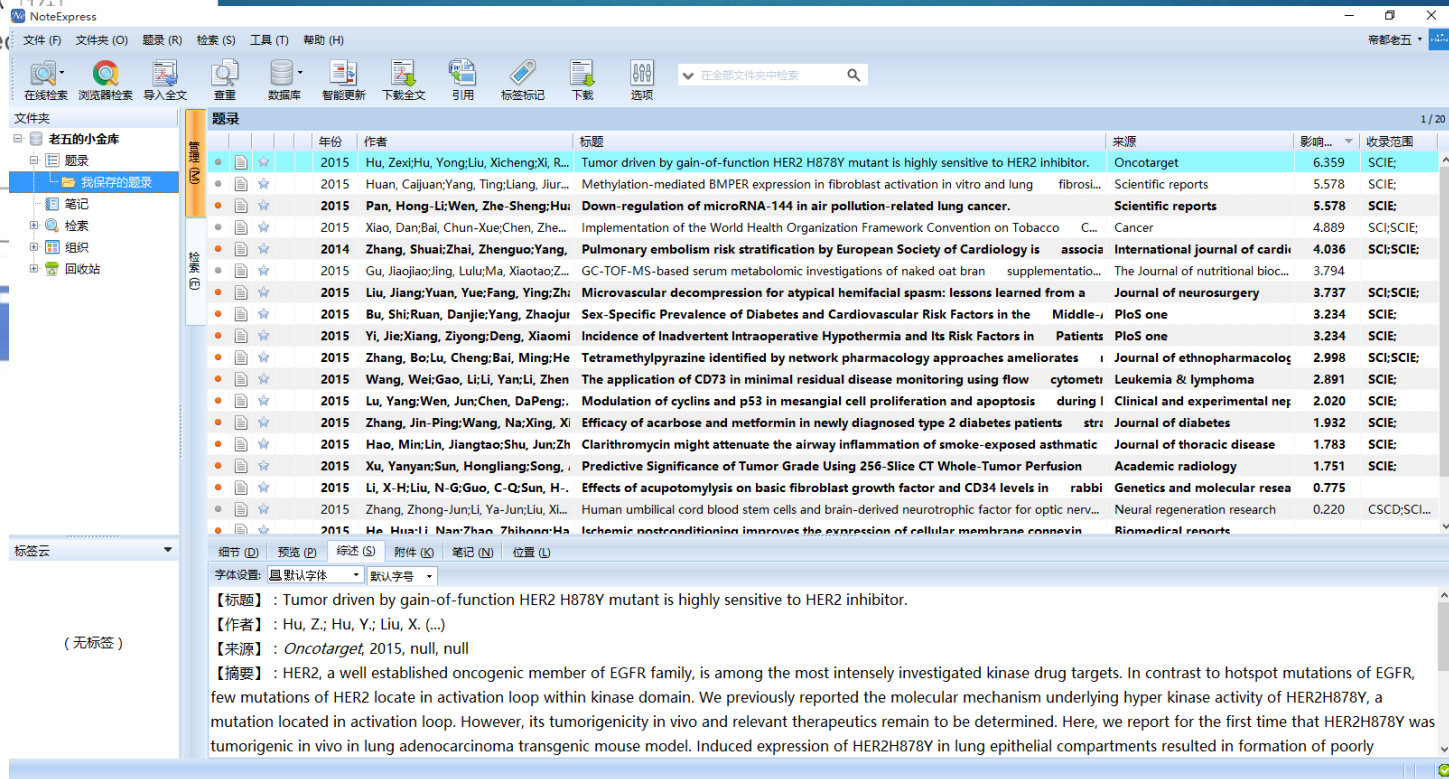 NoteExpress
文件 (F) 文件夹 (O) 题录 (R) 检索 (S) 工具 (T) 帮助 (H) 帝都老五
在线检索 浏览器检索 导入全文 查重 数据库 智能更新 下载全文 引用 标签标记 下载 选项 在全部文件夹中检索
文件夹
老五的小金库
题录
我保存的题录
笔记
检索
组织
回收站
标签云
(无标签)
管理 (M)
检索 (E)
题录 1 / 20
年份 作者 标题 来源 影响... 收录范围
2015 Hu, Zexi;Hu, Yong;Liu, Xicheng;Xi, R... Tumor driven by gain-of-function HER2 H878Y mutant is highly sensitive to HER2 inhibitor. Oncotarget 6.359 SCIE;
2015 Huan, Caijuan;Yang, Ting;Liang, Jiur... Methylation-mediated BMPER expression in fibroblast activation in vitro and lung fibrosi... Scientific reports 5.578 SCIE;
2015 Pan, Hong-Li;Wen, Zhe-Sheng;Hua Down-regulation of microRNA-144 in air pollution-related lung cancer. Scientific reports 5.578 SCIE;
2015 Xiao, Dan;Bai, Chun-Xue;Chen, Zhe... Implementation of the World Health Organization Framework Convention on Tobacco C... Cancer 4.889 SCI;SCIE;
2014 Zhang, Shuai;Zhai, Zhenguo;Yang, Pulmonary embolism risk stratification by European Society of Cardiology is associa International journal of cardi 4.036 SCI;SCIE;
2015 Gu, Jiaojiao;Jing, Lulu;Ma, Xiaotao;Z... GC-TOF-MS-based serum metabolomic investigations of naked oat bran supplementatio... The Journal of nutritional bioc... 3.794
2015 Liu, Jiang;Yuan, Yue;Fang, Ying;Zha Microvascular decompression for atypical hemifacial spasm: lessons learned from a Journal of neurosurgery 3.737 SCI;SCIE;
2015 Bu, Shi;Ruan, Danjie;Yang, Zhaojur Sex-Specific Prevalence of Diabetes and Cardiovascular Risk Factors in the Middle-A PloS one 3.234 SCIE;
2015 Yi, Jie;Xiang, Ziyong;Deng, Xiaomi Incidence of Inadvertent Intraoperative Hypothermia and Its Risk Factors in Patients PloS one 3.234 SCIE;
2015 Zhang, Bo;Lu, Cheng;Bai, Ming;He Tetramethylpyrazine identified by network pharmacology approaches ameliorates Journal of ethnopharmacolog 2.998 SCI;SCIE;
2015 Wang, Wei;Gao, Li;Li, Yan;Li, Zhen The application of CD73 in minimal residual disease monitoring using flow cytometr Leukemia & lymphoma 2.891 SCIE;
2015 Lu, Yang;Wen, Jun;Chen, DaPeng;. Modulation of cyclins and p53 in mesangial cell proliferation and apoptosis during Clinical and experimental nep 2.020 SCIE;
2015 Zhang, Jin-Ping;Wang, Na;Xing, Xi Efficacy of acarbose and metformin in newly diagnosed type 2 diabetes patients stra Journal of diabetes 1.932 SCIE;
2015 Hao, Min;Lin, Jiangtao;Shu, Jun;Zh Clarithromycin might attenuate the airway inflammation of smoke-exposed asthmatic Journal of thoracic disease 1.783 SCIE;
2015 Xu, Yanyan;Sun, Hongliang;Song, Predictive Significance of Tumor Grade Using 256-Slice CT Whole-Tumor Perfusion Academic radiology 1.751 SCIE;
2015 Li, X-H;Liu, N-G;Guo, C-Q;Sun, H-. Effects of acupotomylysis on basic fibroblast growth factor and CD34 levels in rabbi Genetics and molecular resea 0.775
2015 Zhang, Zhong-Jun;Li, Ya-Jun;Liu, Xi... Human umbilical cord blood stem cells and brain-derived neurotrophic factor for optic nerv... Neural regeneration research 0.220 CSCD;SCI...
2015 He, Hua;Li, Nan;Zhao, Zhihong;Ha Ischemic postconditioning improves the expression of cellular membrane connexin Biomedical reports
细节 (D) 预览 (P) 综述 (S) 附件 (K) 笔记 (N) 位置 (L)
字体设置: 默认字体 默认字号
【标题】 : Tumor driven by gain-of-function HER2 H878Y mutant is highly sensitive to HER2 inhibitor.
【作者】 : Hu, Z.; Hu, Y.; Liu, X. (...)
【来源】 : Oncotarget, 2015, null, null
【摘要】 : HER2, a well established oncogenic member of EGFR family, is among the most intensely investigated kinase drug targets. In contrast to hotspot mutations of EGFR,
few mutations of HER2 locate in activation loop within kinase domain. We previously reported the molecular mechanism underlying hyper kinase activity of HER2H878Y, a
mutation located in activation loop. However, its tumorigenicity in vivo and relevant therapeutics remain to be determined. Here, we report for the first time that HER2H878Y was
tumorigenic in vivo in lung adenocarcinoma transgenic mouse model. Induced expression of HER2H878Y in lung epithelial compartments resulted in formation of poorly